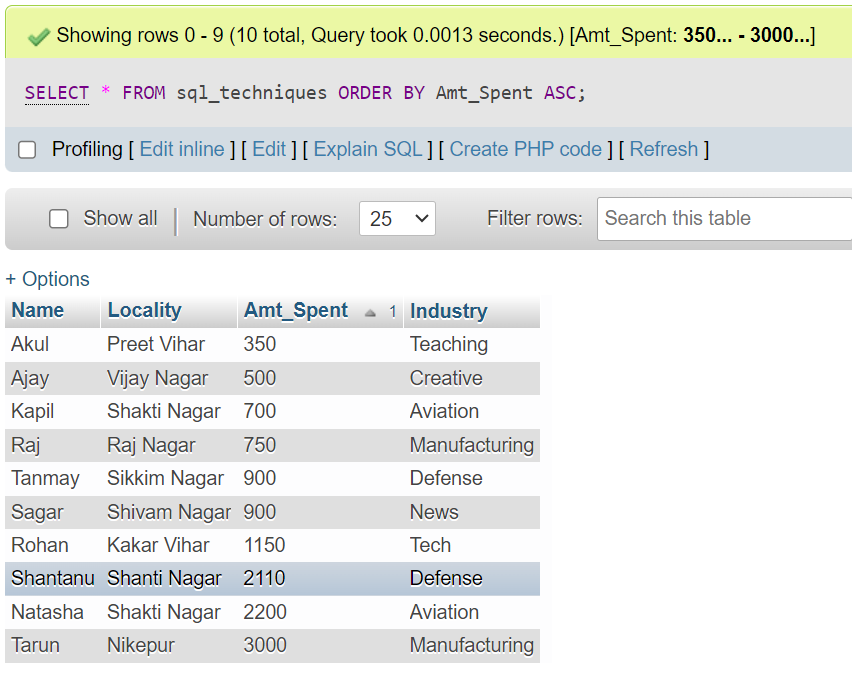 Showing rows 0 - 9 (10 total, Query took 0.0013 seconds.) [Amt_Spent: 350... - 3000...]
SELECT * FROM sql_techniques ORDER BY Amt_Spent ASC;
Profiling [ Edit inline ] [ Edit ] [ Explain SQL ] [ Create PHP code ] [ Refresh ]
Show all | Number of rows: 25 Filter rows: Search this table
+ Options
Name Locality Amt_Spent 1 Industry
Akul Preet Vihar 350 Teaching
Ajay Vijay Nagar 500 Creative
Kapil Shakti Nagar 700 Aviation
Raj Raj Nagar 750 Manufacturing
Tanmay Sikkim Nagar 900 Defense
Sagar Shivam Nagar 900 News
Rohan Kakar Vihar 1150 Tech
Shantanu Shanti Nagar 2110 Defense
Natasha Shakti Nagar 2200 Aviation
Tarun Nikepur 3000 Manufacturing